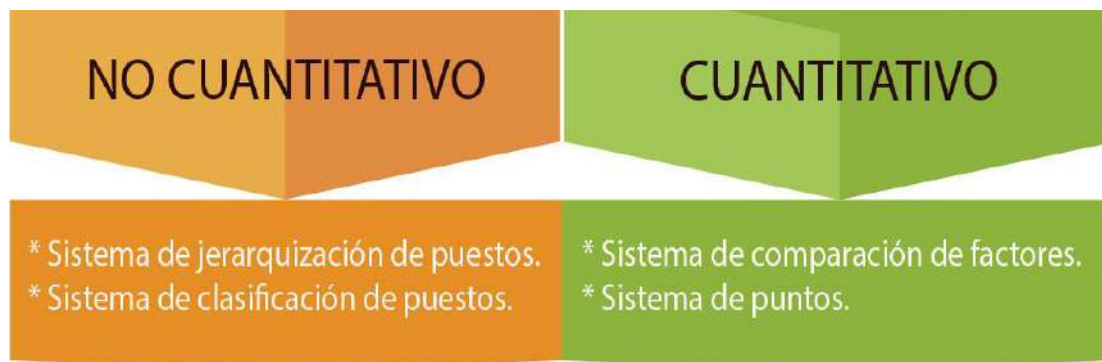 NO CUANTITATIVO
* Sistema de jerarquización de puestos.
* Sistema de clasificación de puestos.
CUANTITATIVO
* Sistema de comparación de factores.
* Sistema de puntos.